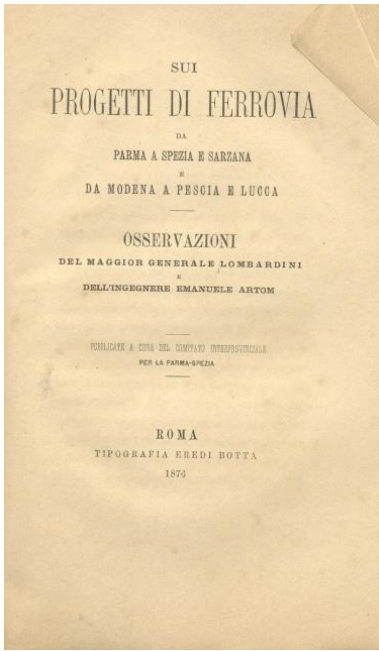 SUI
PROGETTI DI FERROVIA
DA
PARMA A SPEZIA E SARZANA
E
DA MODENA A PESCIA E LUCCA
OSSERVAZIONI
DEL MAGGIOR GENERALE LOMBARDINI
E
DELL'INGEGNERE EMANUELE ARTOM
PUBBLICATE A CURA DEL COMITATO INTERPROVINCIALE
PER LA PARMA-SPEZIA
ROMA
TIPOGRAFIA EREDI BOTTA
1876